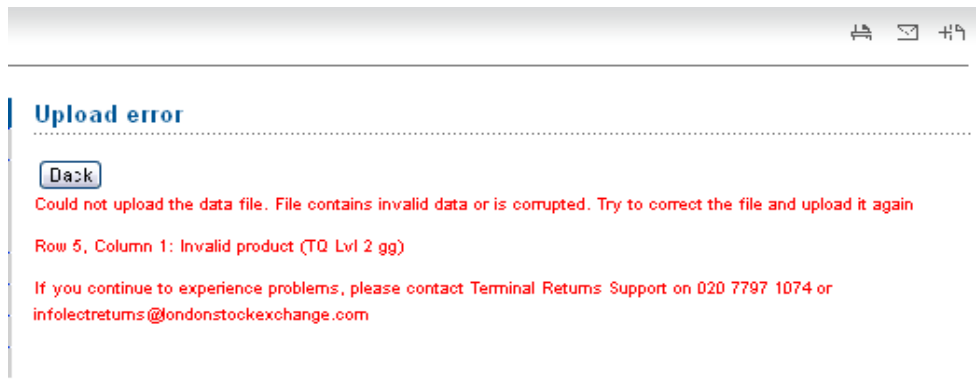 Upload error
Back
Could not upload the data file. File contains invalid data or is corrupted. Try to correct the file and upload it again
Row 5, Column 1: Invalid product (TQ Lvl 2 gg)
If you continue to experience problems, please contact Terminal Returns Support on 020 7797 1074 or
infolectreturns@londonstockexchange.com